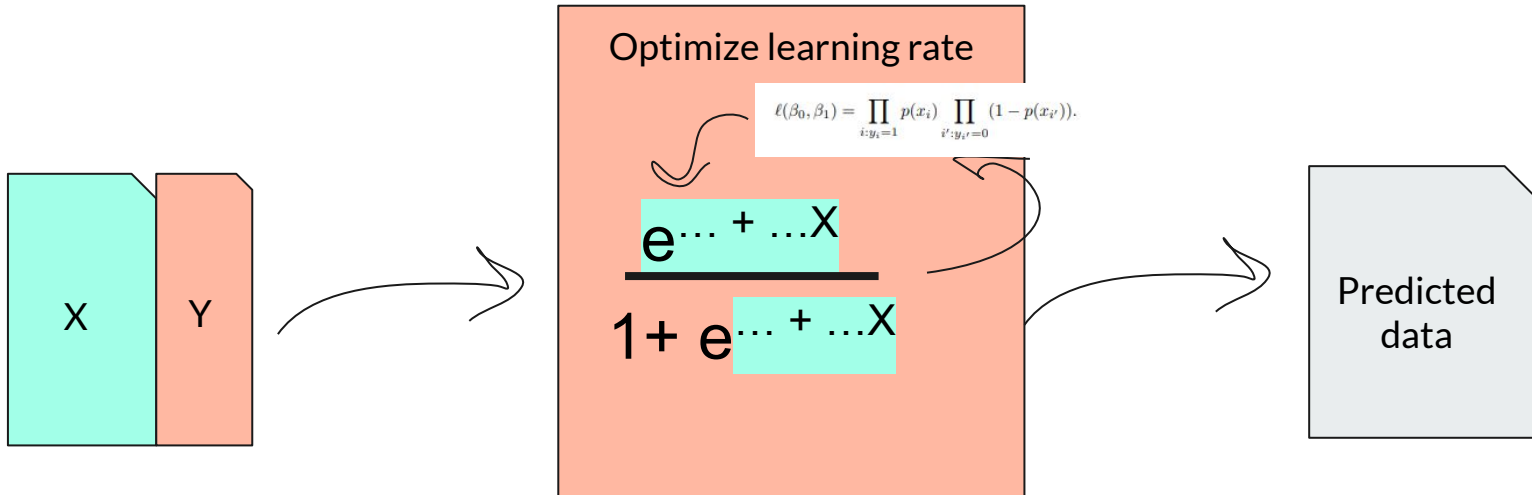 Optimize learning rate
ℓ(β₀, β₁) = ∏ p(xᵢ) ∏ (1 − p(xᵢ′)).
i:yᵢ=1 i′:yᵢ′=0
X
Y
e^… + …X
1+ e^… + …X
Predicted
data